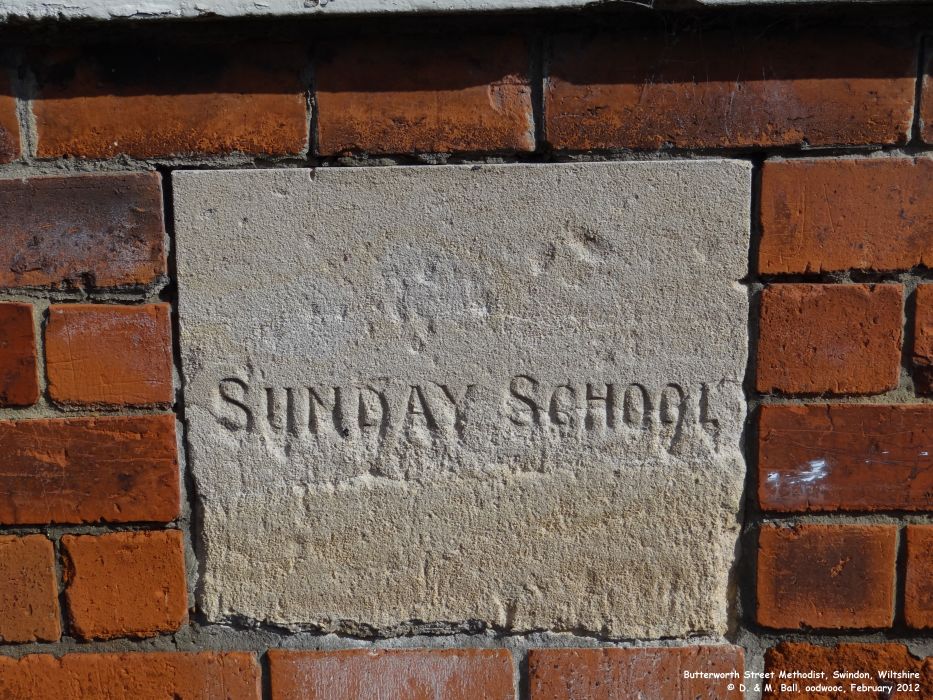 SUNDAY SCHOOL
Butterworth Street Methodist, Swindon, Wiltshire
© D. & M. Ball, oodwooc, February 2012